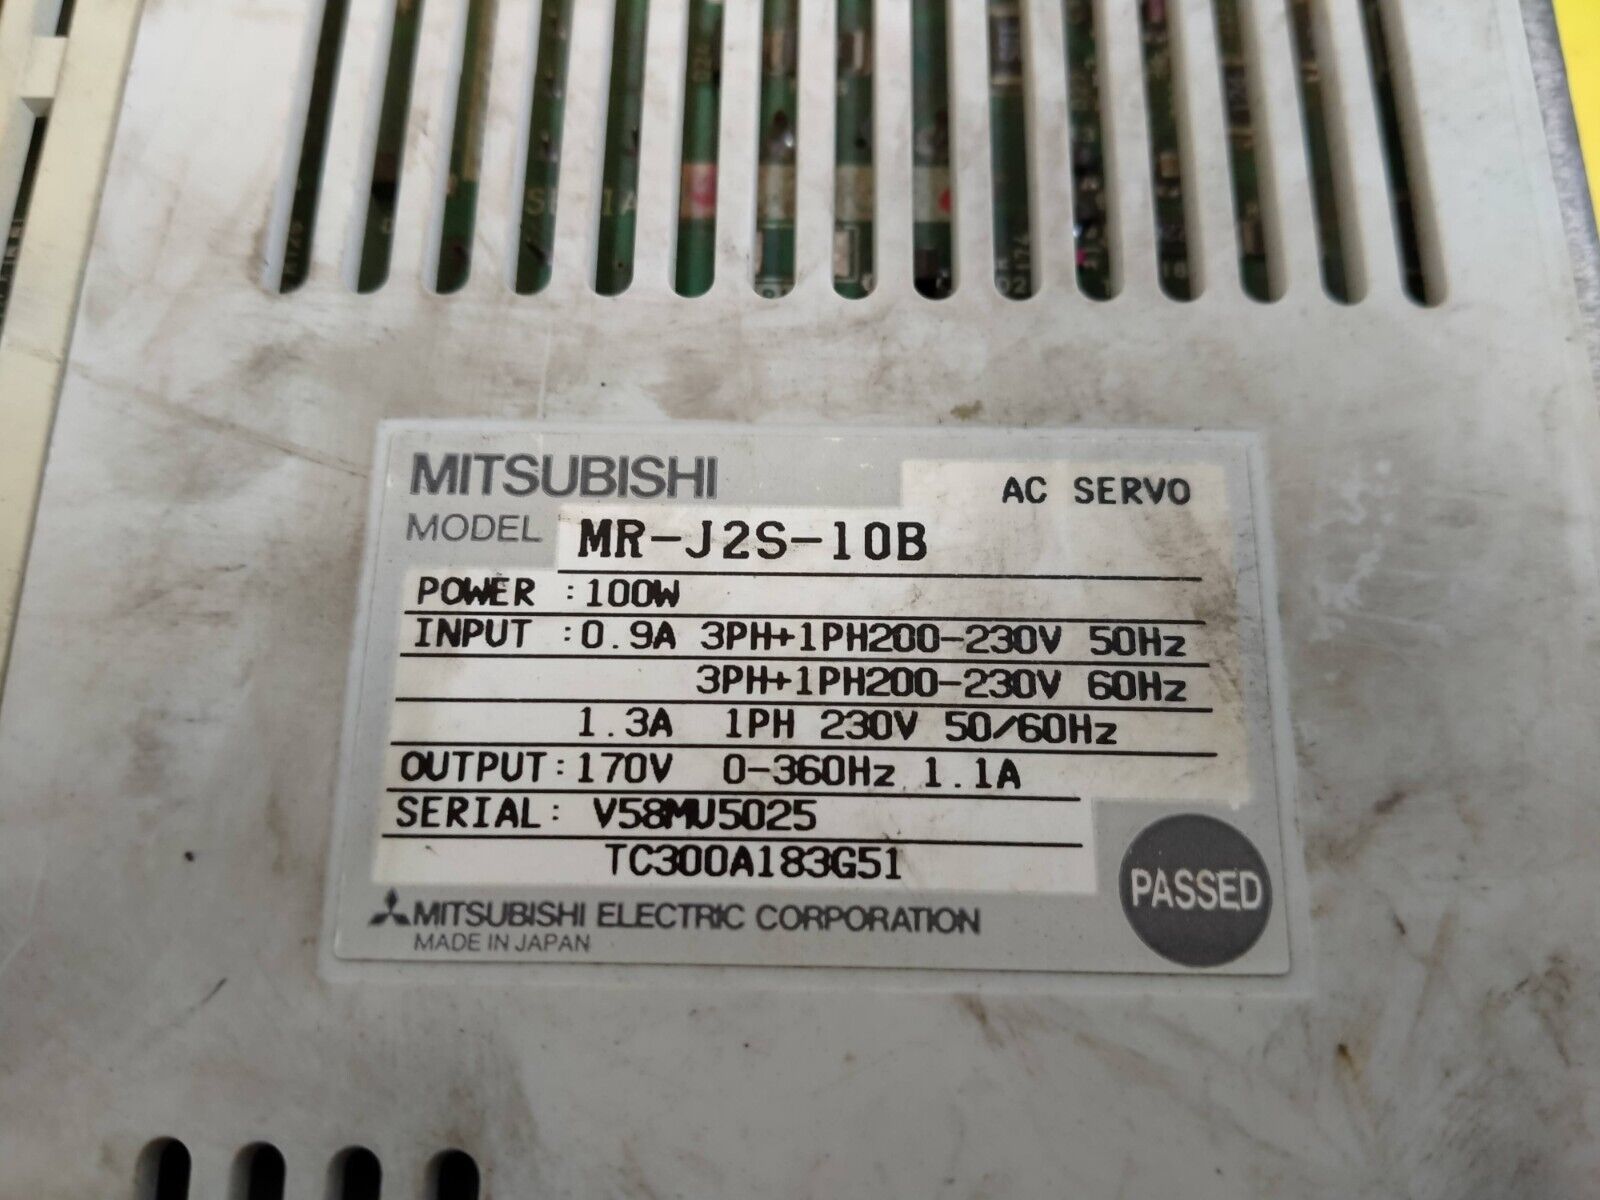 MITSUBISHI
AC SERVO
MODEL MR-J2S-10B
POWER :100W
INPUT :0.9A 3PH+1PH200-230V 50Hz
3PH+1PH200-230V 60Hz
1.3A 1PH 230V 50/60Hz
OUTPUT:170V 0-360Hz 1.1A
SERIAL: V58MU5025
TC300A183G51
PASSED
MITSUBISHI ELECTRIC CORPORATION
MADE IN JAPAN